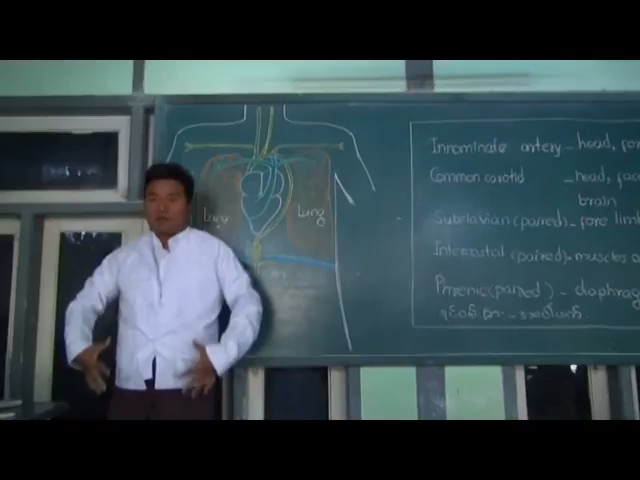 Lung
Lung
Innominate artery - head, fore
Common carotid - head, face
brain
Subclavian (paired) - fore limb
Intercostal (paired) - muscles
Phrenic (paired) - diaphrag